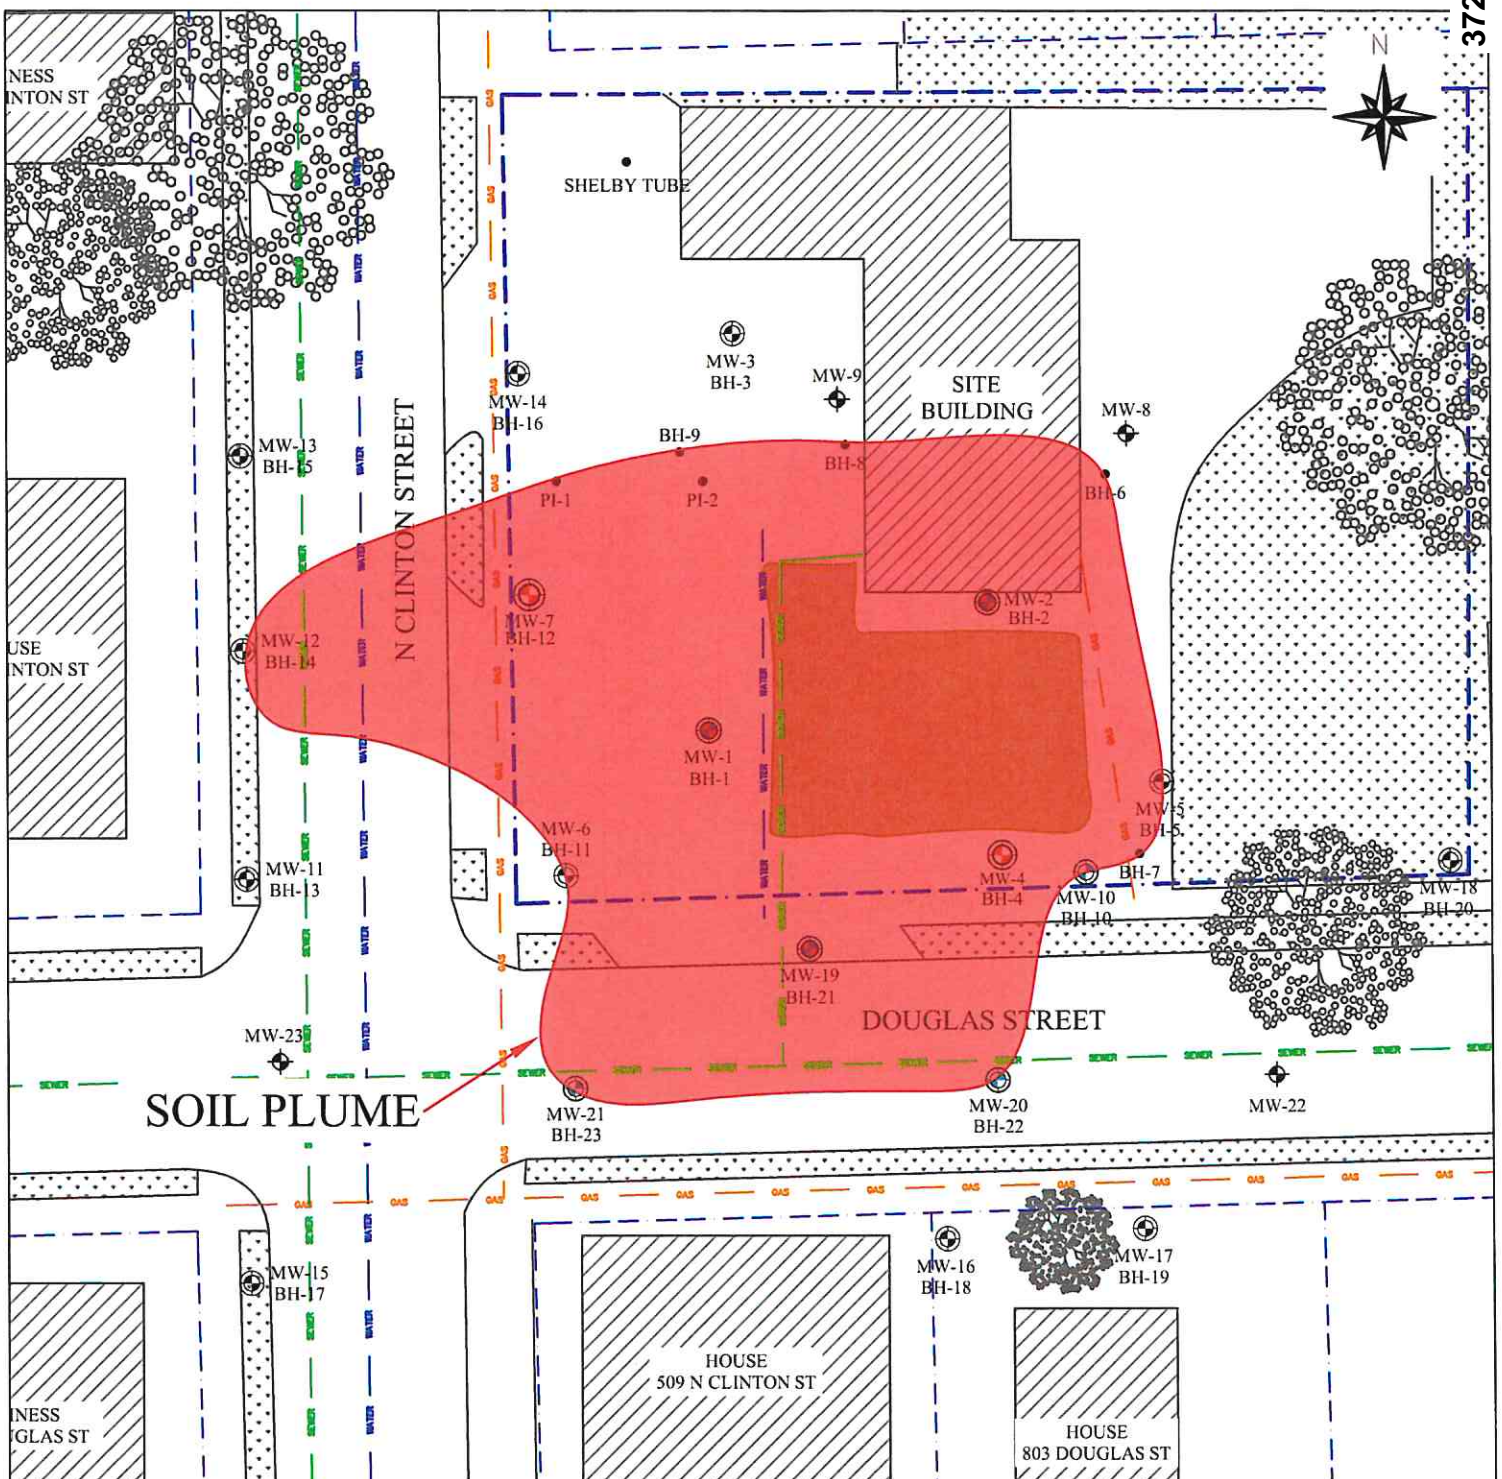 372
N
NESS
INTON ST
SHELBY TUBE
MW-3
BH-3
MW-9
SITE
BUILDING
MW-14
BH-16
MW-8
MW-13
BH-15
BH-9
BH-8
N CLINTON STREET
PI-1
PI-2
BH-6
MW-7
BH-12
MW-2
BH-2
MW-12
BH-14
USE
INTON ST
MW-1
BH-1
MW-5
BH-5
MW-6
BH-11
MW-11
BH-13
MW-4
BH-4
BH-7
MW-10
BH-10
MW-18
BH-20
MW-19
BH-21
DOUGLAS STREET
MW-23
SOIL PLUME
MW-21
BH-23
MW-20
BH-22
MW-22
MW-15
BH-17
MW-16
BH-18
MW-17
BH-19
HOUSE
509 N CLINTON ST
HOUSE
803 DOUGLAS ST
INESS
GLAS ST
SEWER
WATER
GAS